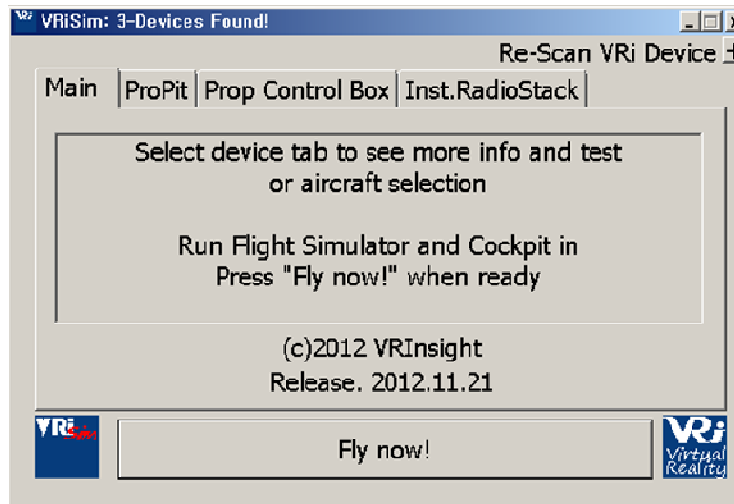 VRi VRiSim: 3-Devices Found!
Re-Scan VRi Device +
Main ProPit Prop Control Box Inst.RadioStack
Select device tab to see more info and test
or aircraft selection
Run Flight Simulator and Cockpit in
Press "Fly now!" when ready
(c)2012 VRInsight
Release. 2012.11.21
VRi Sim
Fly now!
VRi
Virtual
Reality